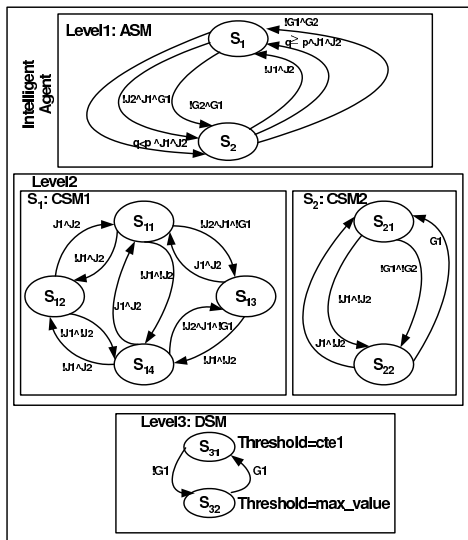 Intelligent
Agent
Level1: ASM
S1
S2
!G1^G2
q≥ p^J1^J2
!J1^J2
!J2^J1^G1
!G2^G1
q<p ^J1^J2
Level2
S1: CSM1
S11
S12
S13
S14
J1^J2
!J1^J2
!J2^J1^!G1
J1^J2
!J1^!J2
J1^J2
!J1^!J2
!J1^J2
!J2^J1^!G1
!J1^!J2
S2: CSM2
S21
S22
G1
!G1^!G2
J1^!J2
J1^!J2
Level3: DSM
S31
Threshold=cte1
!G1
G1
S32
Threshold=max_value